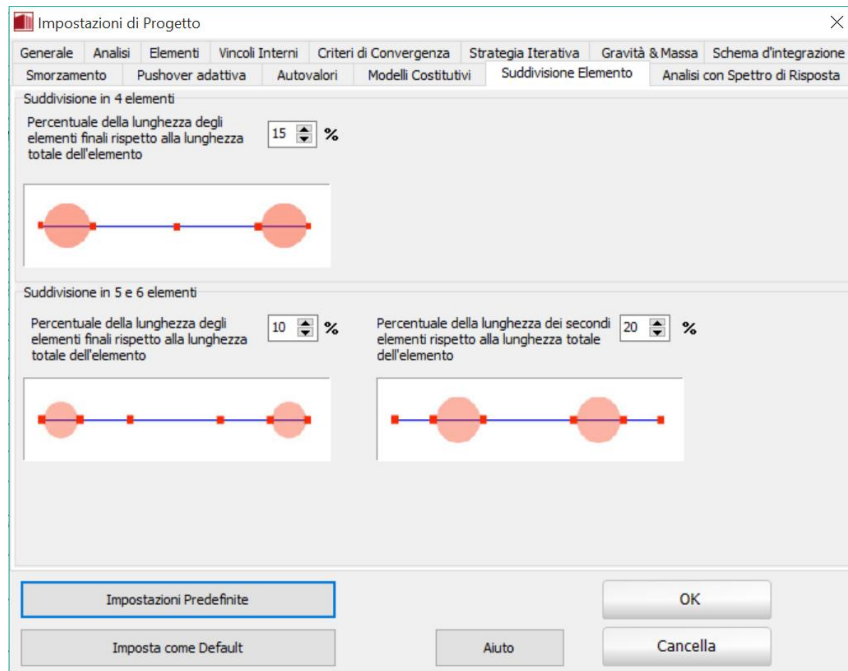 Impostazioni di Progetto
Generale Analisi Elementi Vincoli Interni Criteri di Convergenza Strategia Iterativa Gravità & Massa Schema d'integrazione
Smorzamento Pushover adattiva Autovalori Modelli Costitutivi Suddivisione Elemento Analisi con Spettro di Risposta
Suddivisione in 4 elementi
Percentuale della lunghezza degli
elementi finali rispetto alla lunghezza
totale dell'elemento
15 %
Suddivisione in 5 e 6 elementi
Percentuale della lunghezza degli
elementi finali rispetto alla lunghezza
totale dell'elemento
10 %
Percentuale della lunghezza dei secondi
elementi rispetto alla lunghezza totale
dell'elemento
20 %
Impostazioni Predefinite
OK
Imposta come Default
Aiuto
Cancella